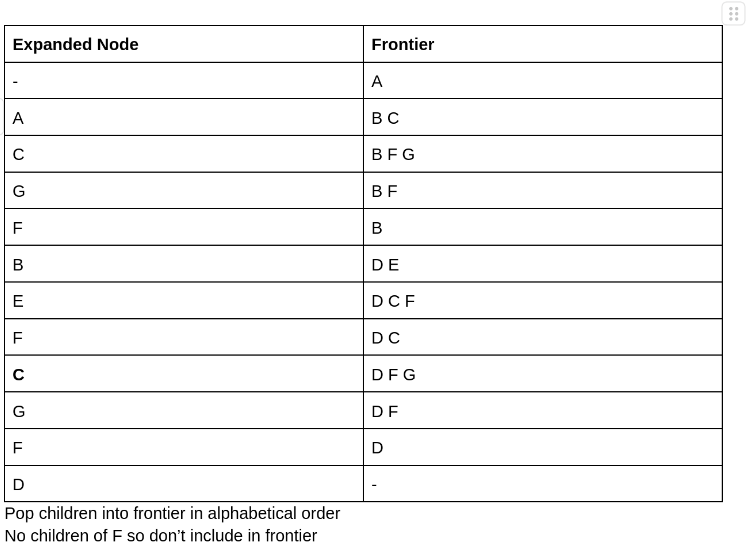 Expanded Node Frontier
- A
A B C
C B F G
G B F
F B
B D E
E D C F
F D C
C D F G
G D F
F D
D -
Pop children into frontier in alphabetical order
No children of F so don’t include in frontier